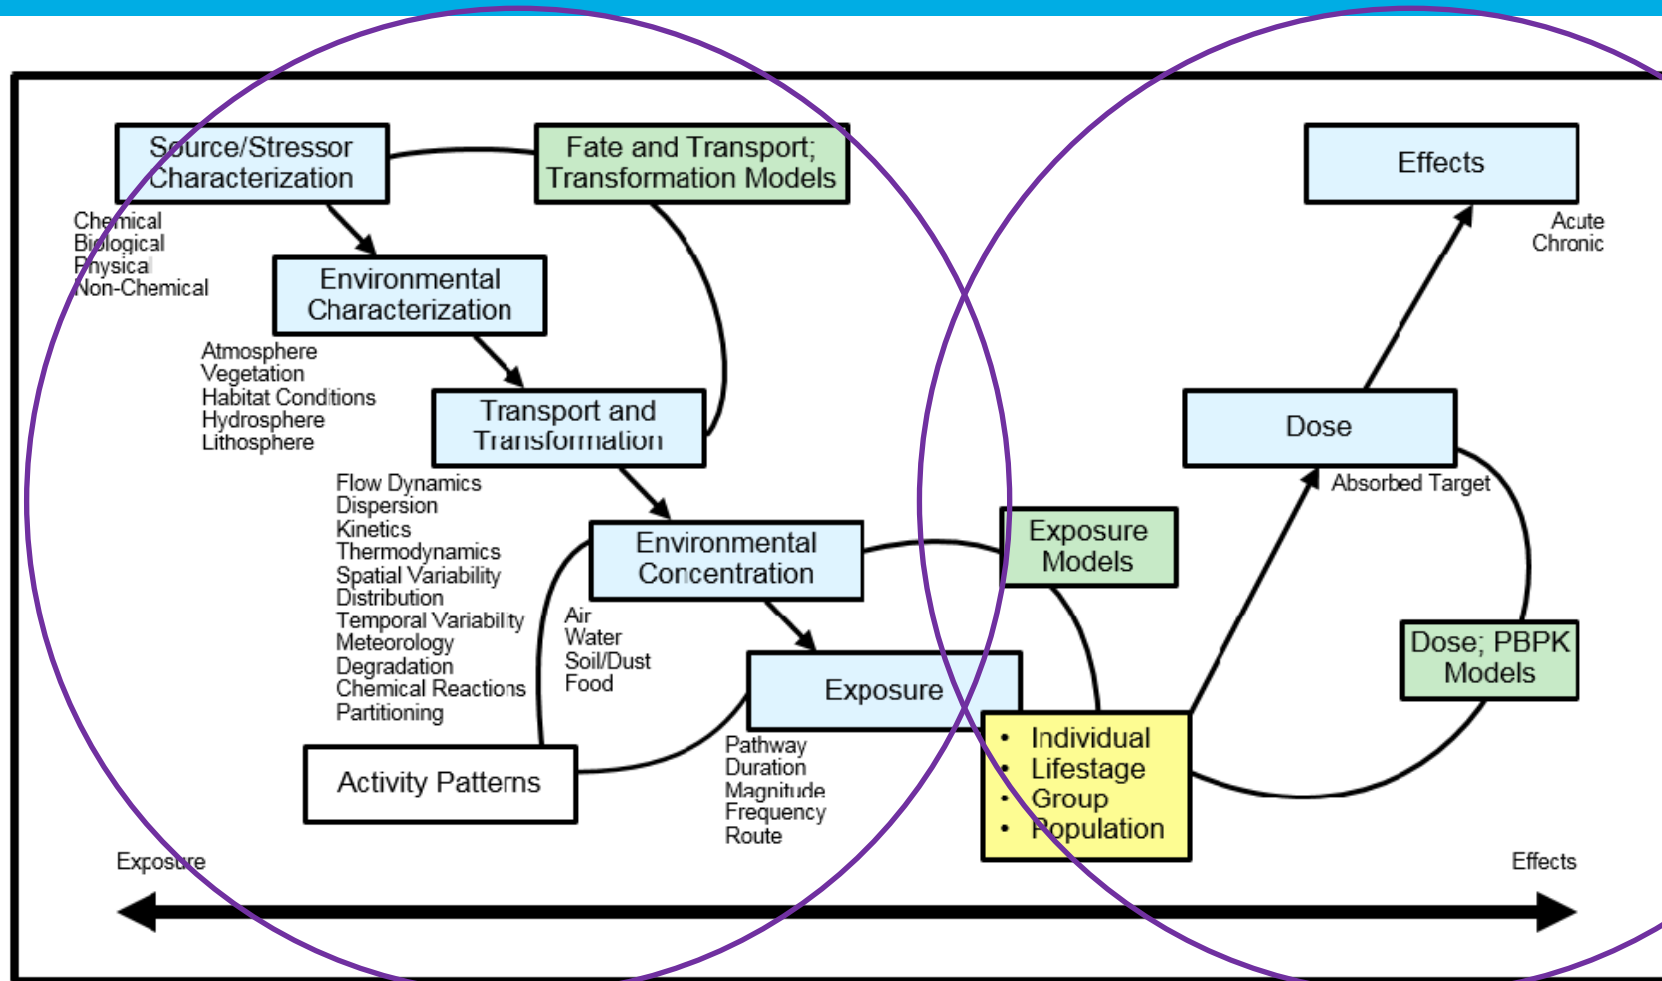 Source/Stressor
Characterization
Fate and Transport;
Transformation Models
Effects
Chemical
Biological
Physical
Non-Chemical
Acute
Chronic
Environmental
Characterization
Atmosphere
Vegetation
Habitat Conditions
Hydrosphere
Lithosphere
Transport and
Transformation
Dose
Absorbed Target
Flow Dynamics
Dispersion
Kinetics
Thermodynamics
Spatial Variability
Distribution
Temporal Variability
Meteorology
Degradation
Chemical Reactions
Partitioning
Environmental
Concentration
Exposure
Models
Air
Water
Soil/Dust
Food
Dose; PBPK
Models
Exposure
Pathway
Duration
Magnitude
Frequency
Route
• Individual
• Lifestage
• Group
• Population
Activity Patterns
Exposure
Effects